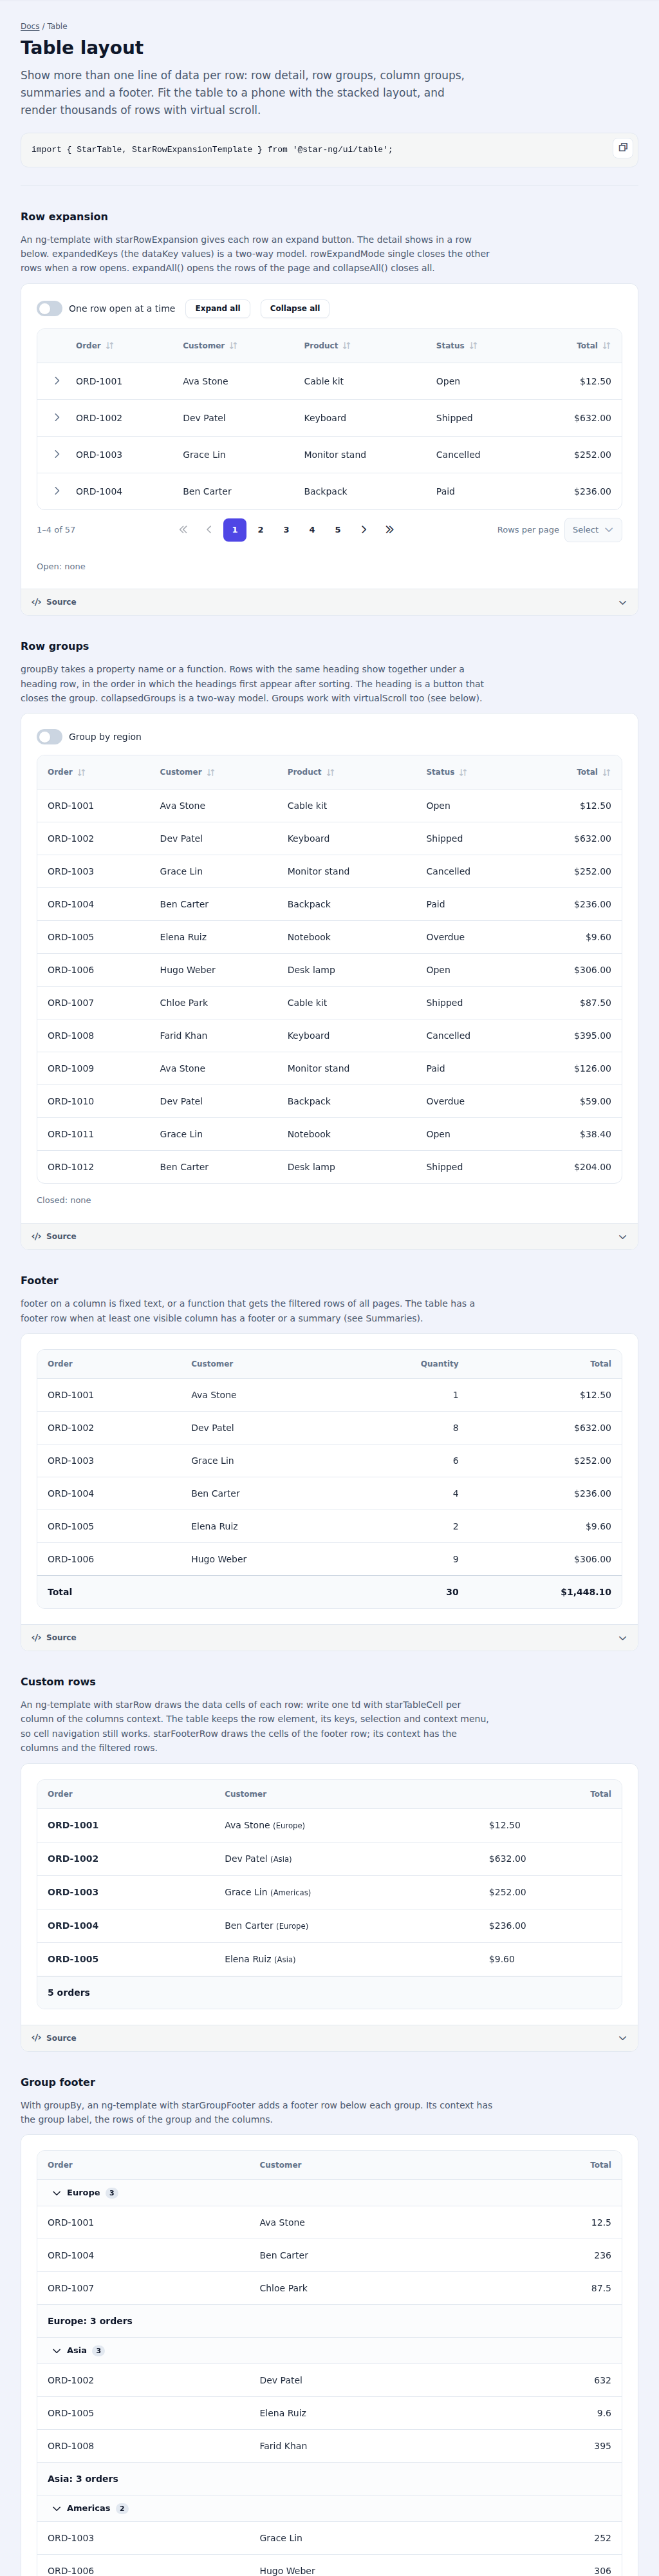 Docs / Table
Table layout
Show more than one line of data per row: row detail, row groups, column groups,
summaries and a footer. Fit the table to a phone with the stacked layout, and
render thousands of rows with virtual scroll.
import { StarTable, StarRowExpansionTemplate } from '@star-ng/ui/table';
Row expansion
An ng-template with starRowExpansion gives each row an expand button. The detail shows in a row
below. expandedKeys (the dataKey values) is a two-way model. rowExpandMode single closes the other
rows when a row opens. expandAll() opens the rows of the page and collapseAll() closes all.
One row open at a time Expand all Collapse all
Order Customer Product Status Total
ORD-1001 Ava Stone Cable kit Open $12.50
ORD-1002 Dev Patel Keyboard Shipped $632.00
ORD-1003 Grace Lin Monitor stand Cancelled $252.00
ORD-1004 Ben Carter Backpack Paid $236.00
1–4 of 57 1 2 3 4 5 Rows per page Select
Open: none
Source
Row groups
groupBy takes a property name or a function. Rows with the same heading show together under a
heading row, in the order in which the headings first appear after sorting. The heading is a button that
closes the group. collapsedGroups is a two-way model. Groups work with virtualScroll too (see below).
Group by region
Order Customer Product Status Total
ORD-1001 Ava Stone Cable kit Open $12.50
ORD-1002 Dev Patel Keyboard Shipped $632.00
ORD-1003 Grace Lin Monitor stand Cancelled $252.00
ORD-1004 Ben Carter Backpack Paid $236.00
ORD-1005 Elena Ruiz Notebook Overdue $9.60
ORD-1006 Hugo Weber Desk lamp Open $306.00
ORD-1007 Chloe Park Cable kit Shipped $87.50
ORD-1008 Farid Khan Keyboard Cancelled $395.00
ORD-1009 Ava Stone Monitor stand Paid $126.00
ORD-1010 Dev Patel Backpack Overdue $59.00
ORD-1011 Grace Lin Notebook Open $38.40
ORD-1012 Ben Carter Desk lamp Shipped $204.00
Closed: none
Source
Footer
footer on a column is fixed text, or a function that gets the filtered rows of all pages. The table has a
footer row when at least one visible column has a footer or a summary (see Summaries).
Order Customer Quantity Total
ORD-1001 Ava Stone 1 $12.50
ORD-1002 Dev Patel 8 $632.00
ORD-1003 Grace Lin 6 $252.00
ORD-1004 Ben Carter 4 $236.00
ORD-1005 Elena Ruiz 2 $9.60
ORD-1006 Hugo Weber 9 $306.00
Total 30 $1,448.10
Source
Custom rows
An ng-template with starRow draws the data cells of each row: write one td with starTableCell per
column of the columns context. The table keeps the row element, its keys, selection and context menu,
so cell navigation still works. starFooterRow draws the cells of the footer row; its context has the
columns and the filtered rows.
Order Customer Total
ORD-1001 Ava Stone (Europe) $12.50
ORD-1002 Dev Patel (Asia) $632.00
ORD-1003 Grace Lin (Americas) $252.00
ORD-1004 Ben Carter (Europe) $236.00
ORD-1005 Elena Ruiz (Asia) $9.60
5 orders
Source
Group footer
With groupBy, an ng-template with starGroupFooter adds a footer row below each group. Its context has
the group label, the rows of the group and the columns.
Order Customer Total
Europe 3
ORD-1001 Ava Stone 12.5
ORD-1004 Ben Carter 236
ORD-1007 Chloe Park 87.5
Europe: 3 orders
Asia 3
ORD-1002 Dev Patel 632
ORD-1005 Elena Ruiz 9.6
ORD-1008 Farid Khan 395
Asia: 3 orders
Americas 2
ORD-1003 Grace Lin 252
ORD-1006 Hugo Weber 306